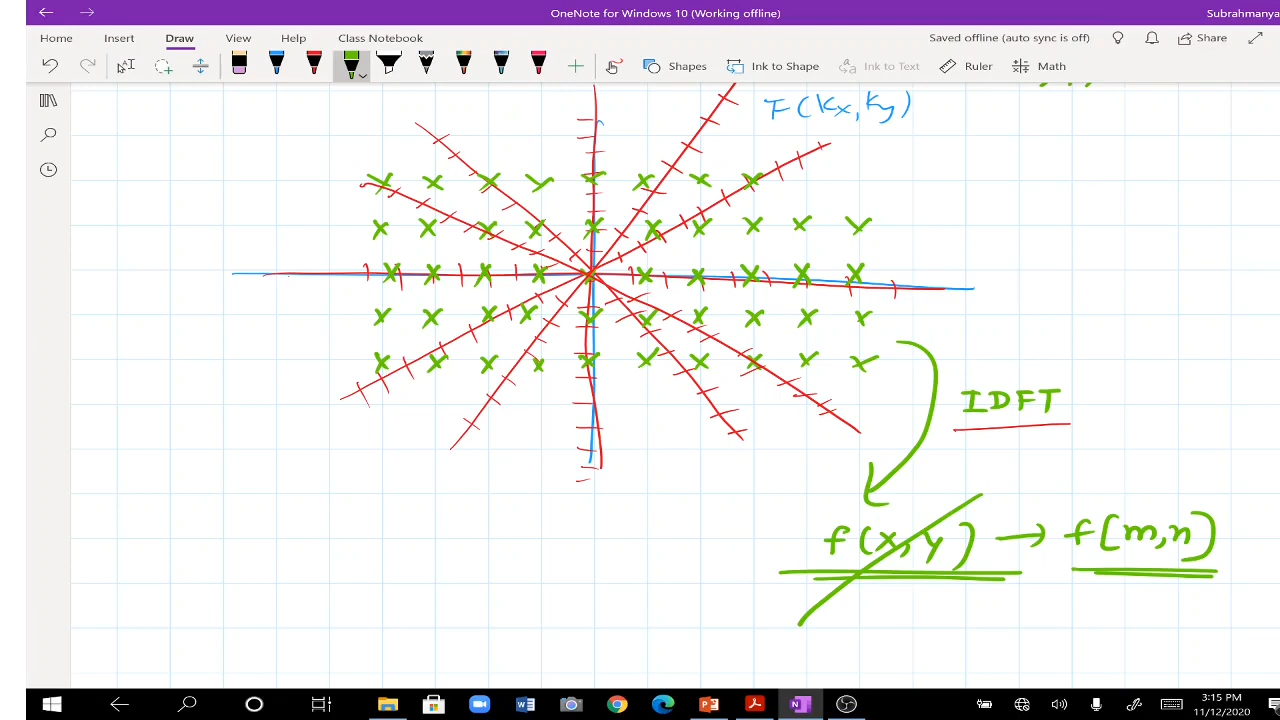 OneNote for Windows 10 (Working offline)
Subrahmanya
Home Insert Draw View Help Class Notebook
Saved offline (auto sync is off)
Share
Shapes
Ink to Shape
Ink to Text
Ruler
Math
F(kx,ky)
IDFT
f(x,y) → f[m,n]
3:15 PM
11/12/2020